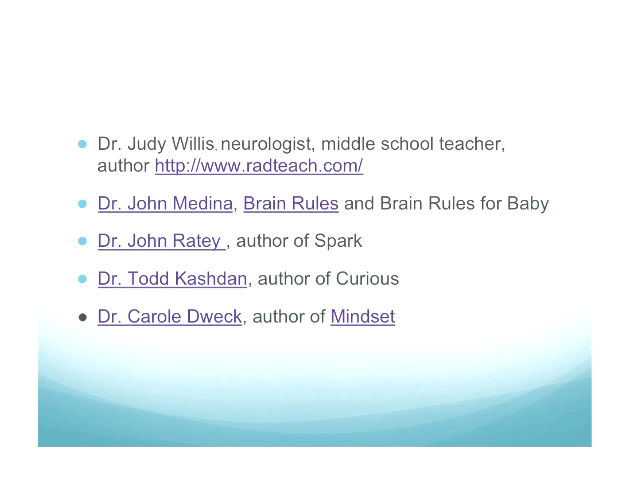 Dr. Judy Willis, neurologist, middle school teacher,
author http://www.radteach.com/
Dr. John Medina, Brain Rules and Brain Rules for Baby
Dr. John Ratey , author of Spark
Dr. Todd Kashdan, author of Curious
Dr. Carole Dweck, author of Mindset